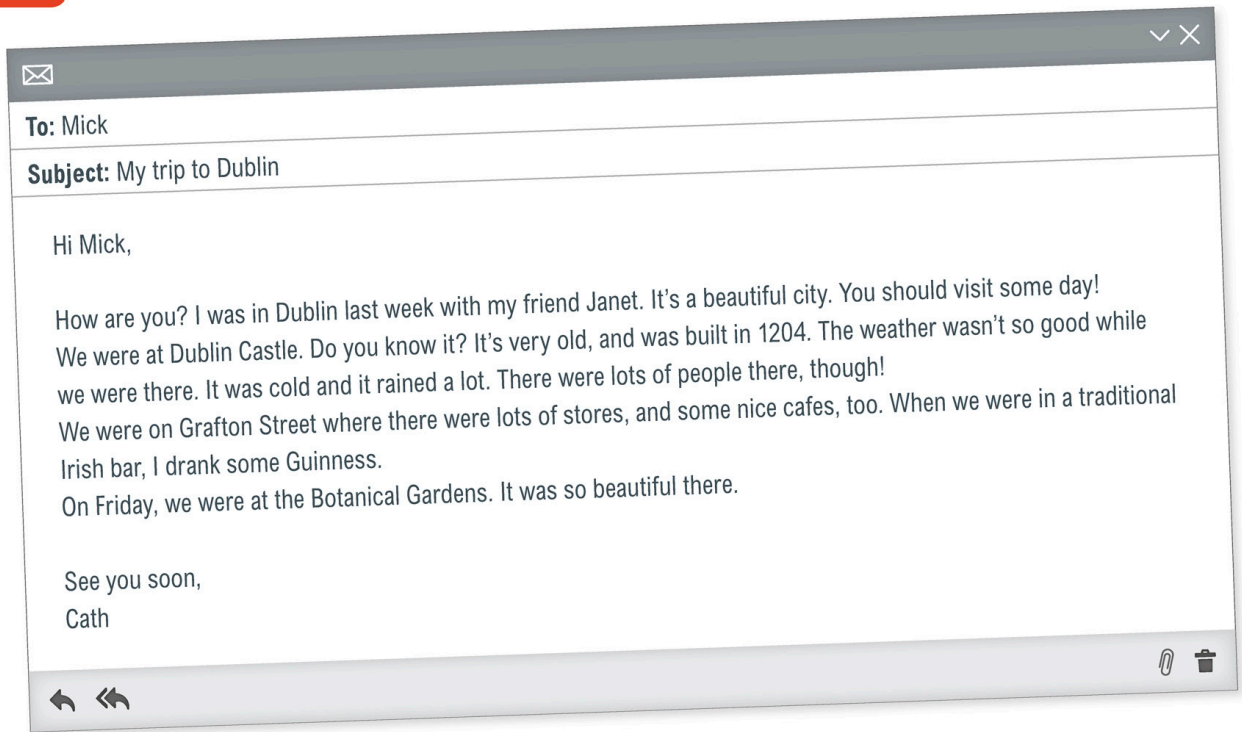 To: Mick
Subject: My trip to Dublin
Hi Mick,
How are you? I was in Dublin last week with my friend Janet. It’s a beautiful city. You should visit some day!
We were at Dublin Castle. Do you know it? It’s very old, and was built in 1204. The weather wasn’t so good while
we were there. It was cold and it rained a lot. There were lots of people there, though!
We were on Grafton Street where there were lots of stores, and some nice cafes, too. When we were in a traditional
Irish bar, I drank some Guinness.
On Friday, we were at the Botanical Gardens. It was so beautiful there.
See you soon,
Cath